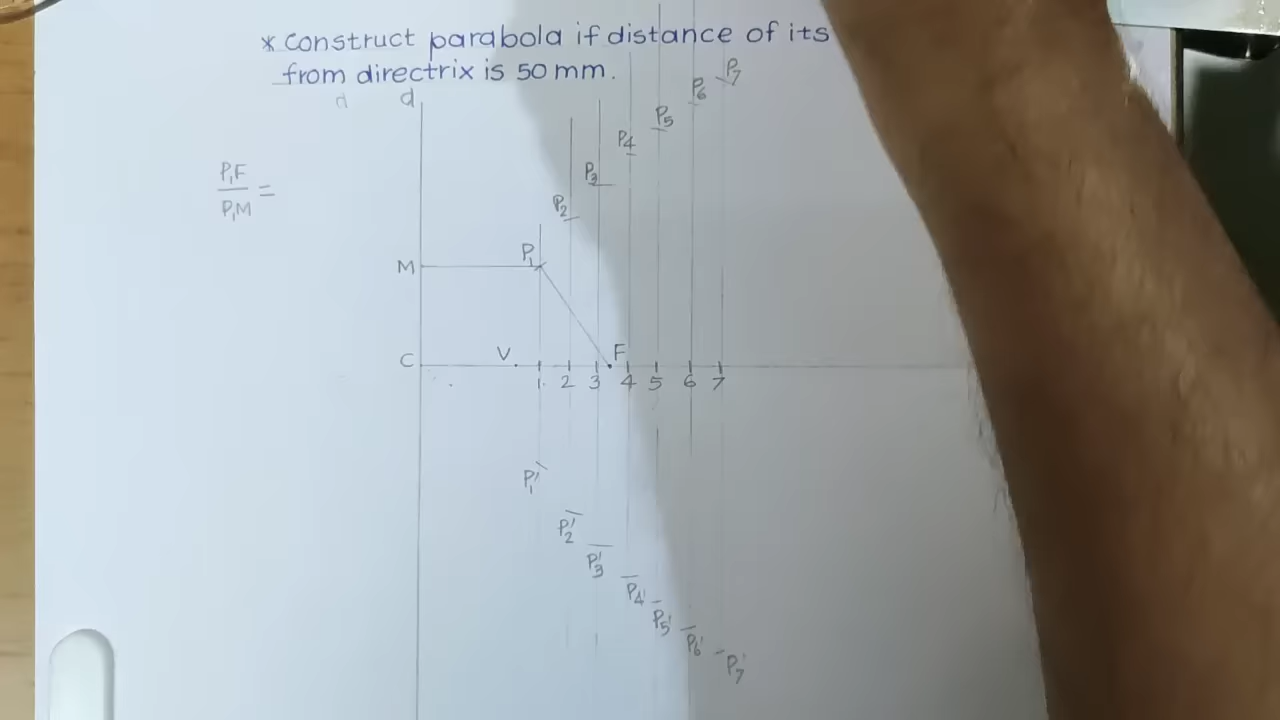 * construct parabola if distance of its
from directrix is 50 mm.
d d
P₇
P₆
P₅
P₄
P₁F
P₁M
=
P₃
P₂
P₁
M
C V F
1 2 3 4 5 6 7
P₁'
P₂'
P₃'
P₄'
P₅'
P₆'
P₇'